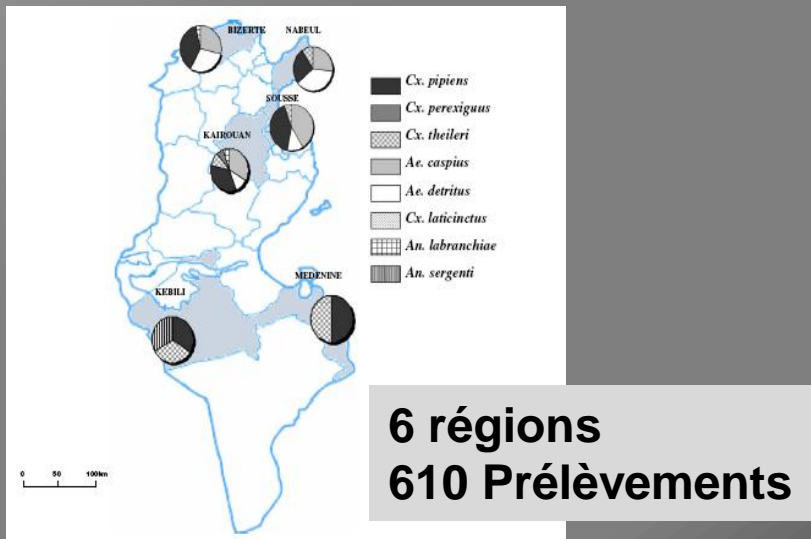 BIZERTE NABEUL
SOUSSE
KAIROUAN
MEDENINE
KEBILI
Cx. pipiens
Cx. perexiguus
Cx. theileri
Ae. caspius
Ae. detritus
Cx. laticinctus
An. labranchiae
An. sergenti
0 50 100km
6 régions
610 Prélèvements